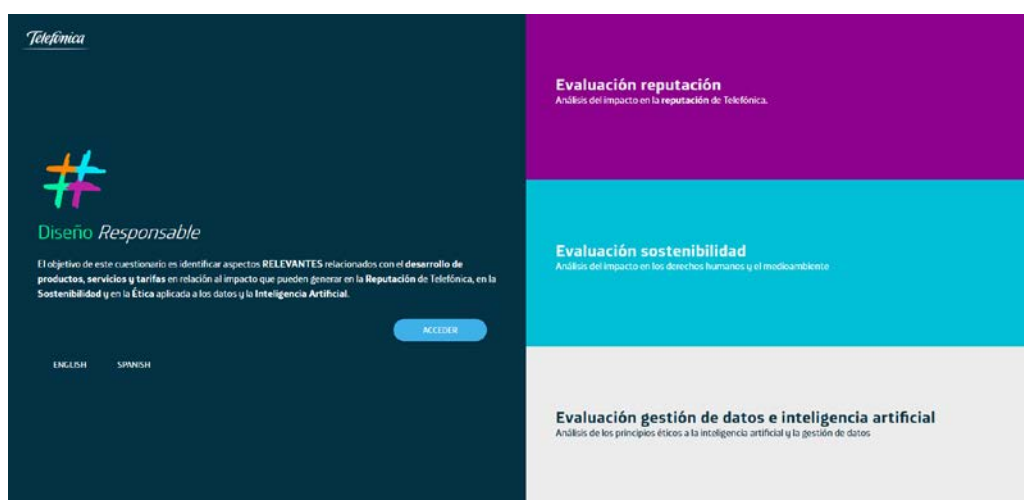 Telefónica
Diseño Responsable
El objetivo de este cuestionario es identificar aspectos RELEVANTES relacionados con el desarrollo de
productos, servicios y tarifas en relación al impacto que pueden generar en la Reputación de Telefónica, en la
Sostenibilidad y en la Ética aplicada a los datos y la Inteligencia Artificial.
ACCEDER
ENGLISH SPANISH
Evaluación reputación
Análisis del impacto en la reputación de Telefónica.
Evaluación sostenibilidad
Análisis del impacto en los derechos humanos y el medioambiente
Evaluación gestión de datos e inteligencia artificial
Análisis de los principios éticos a la inteligencia artificial y la gestión de datos